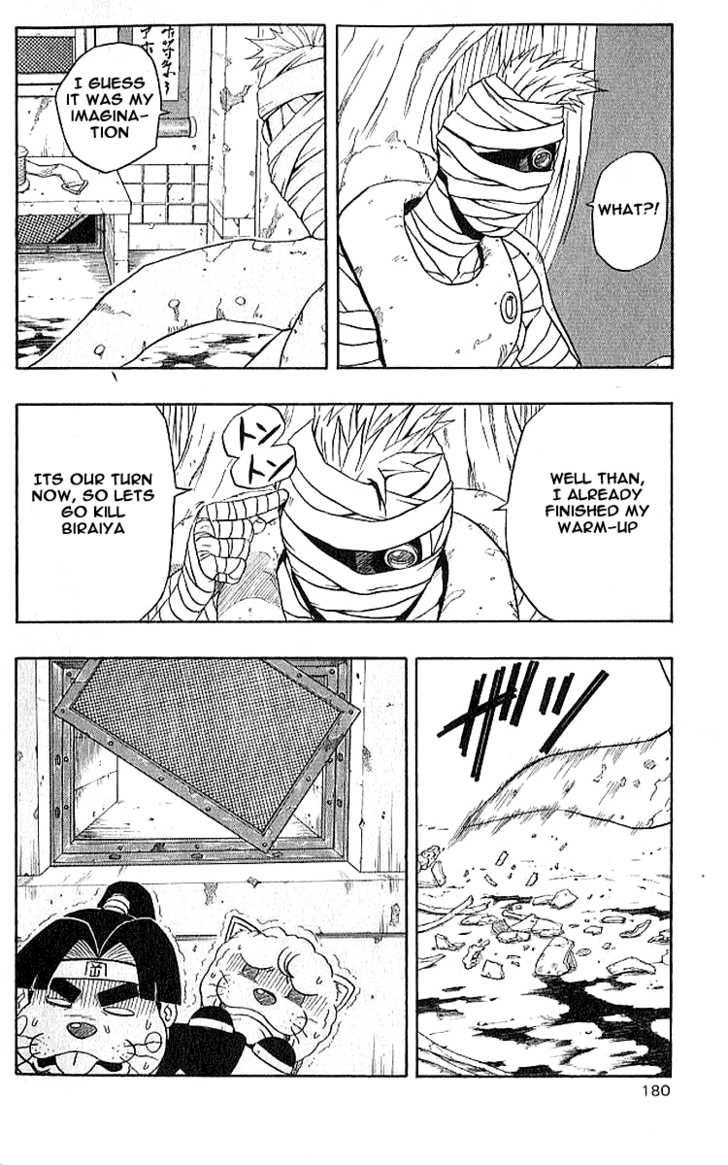 WHAT?!
I GUESS
IT WAS MY
IMAGINA-
TION
WELL THAN,
I ALREADY
FINISHED MY
WARM-UP
トン
トン
ITS OUR TURN
NOW, SO LETS
GO KILL
BIRAIYA
180